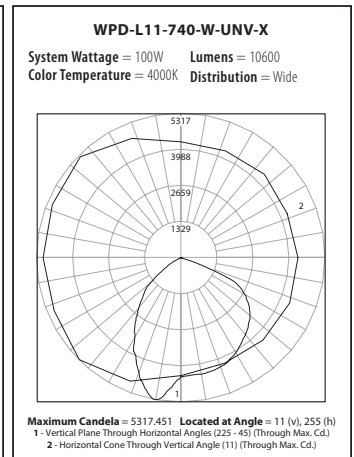 WPD-L11-740-W-UNV-X
System Wattage = 100W Lumens = 10600
Color Temperature = 4000K Distribution = Wide
5317
3988
2659
1329
2
1
Maximum Candela = 5317.451 Located at Angle = 11 (v), 255 (h)
1 - Vertical Plane Through Horizontal Angles (225 - 45) (Through Max. Cd.)
2 - Horizontal Cone Through Vertical Angle (11) (Through Max. Cd.)